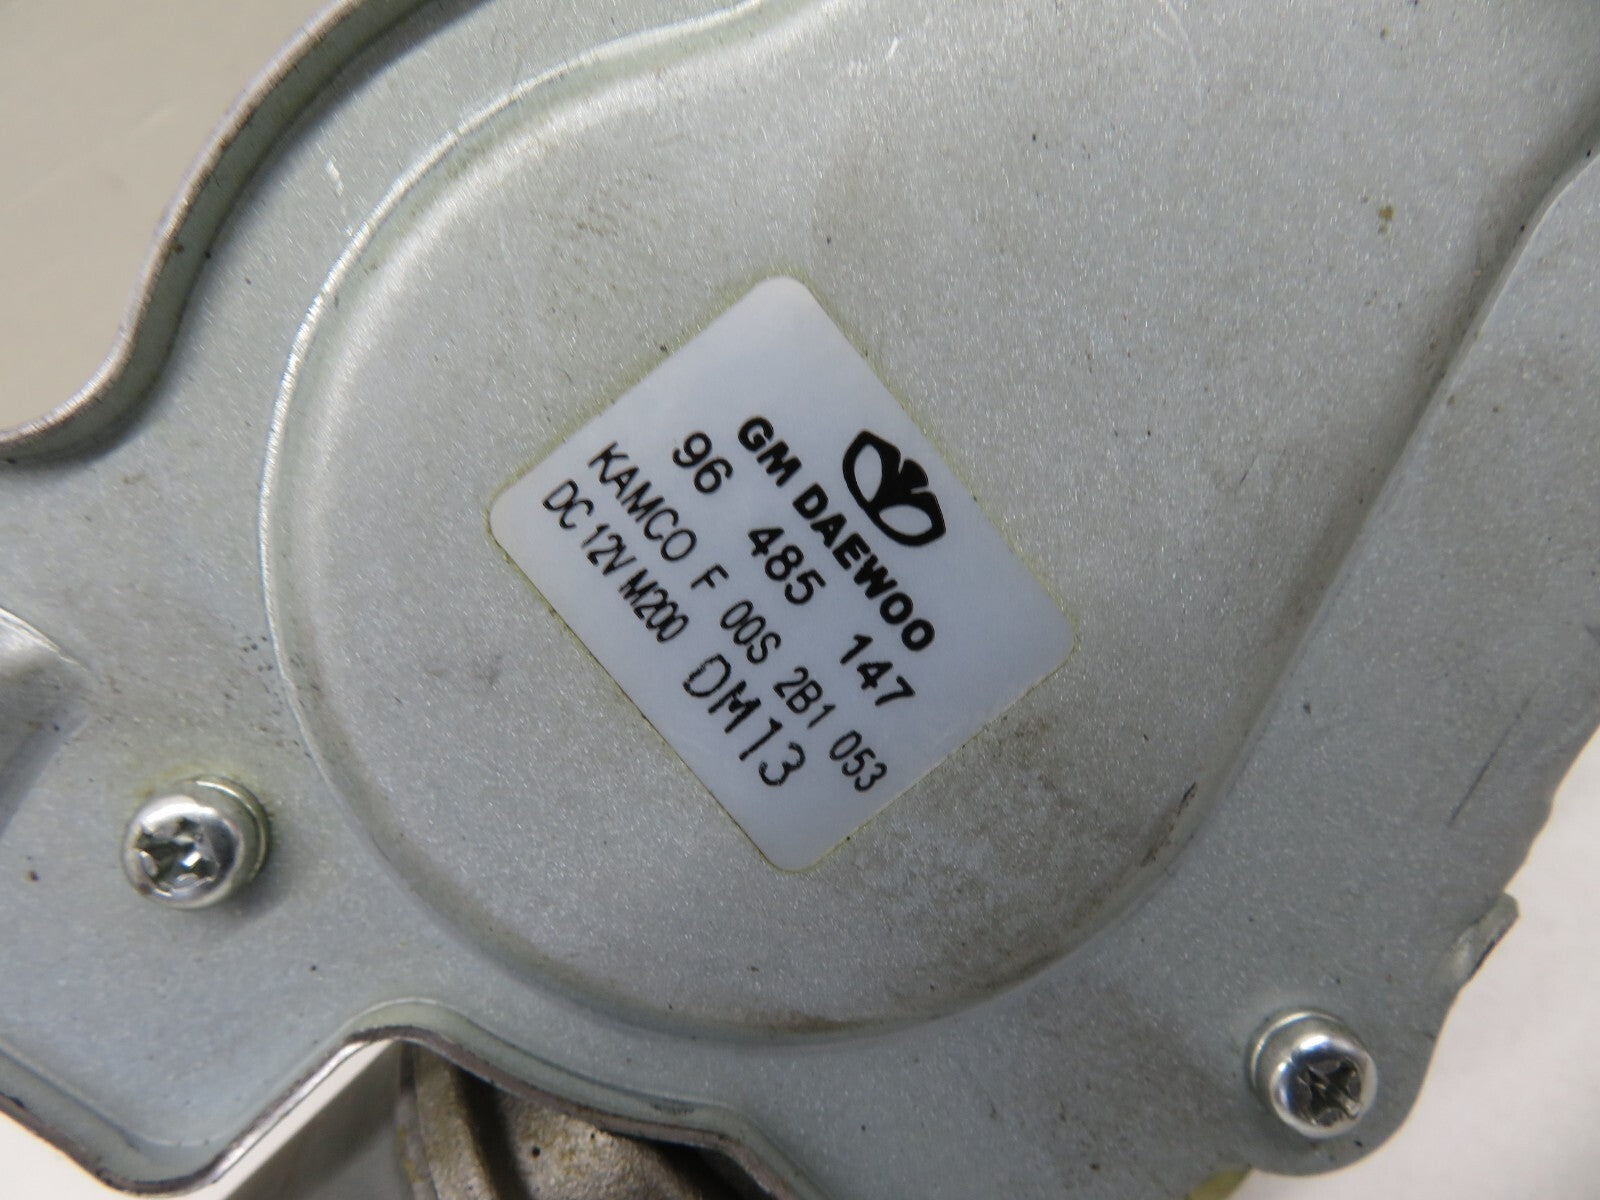 GM DAEWOO
96 485 147
KAMCO F 00S 2B1 053
DC 12V M200 DM13